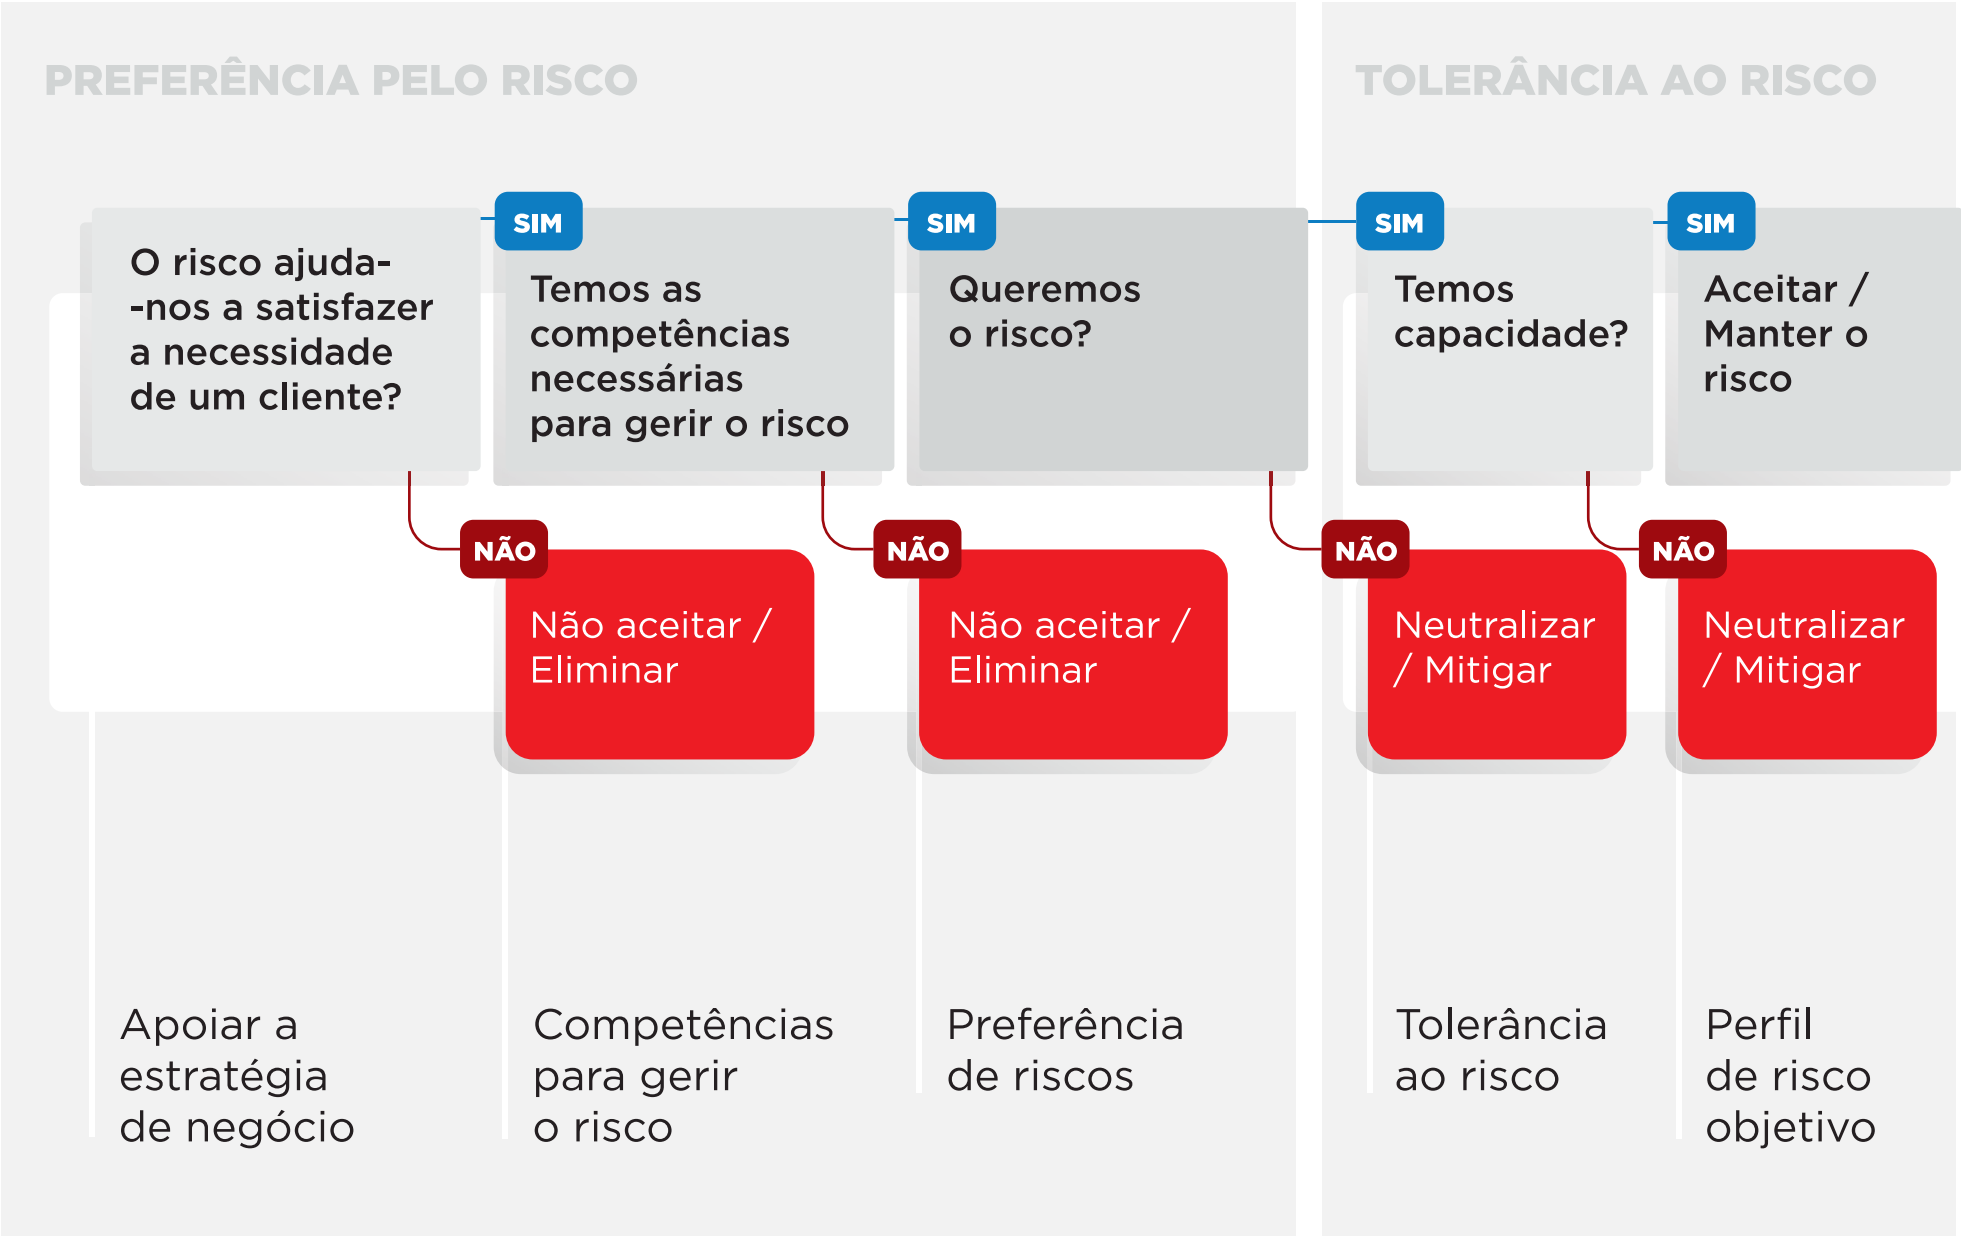 PREFERÊNCIA PELO RISCO
TOLERÂNCIA AO RISCO
O risco ajuda-
-nos a satisfazer
a necessidade
de um cliente?
SIM
Temos as
competências
necessárias
para gerir o risco
SIM
Queremos
o risco?
SIM
Temos
capacidade?
SIM
Aceitar /
Manter o
risco
NÃO
Não aceitar /
Eliminar
NÃO
Não aceitar /
Eliminar
NÃO
Neutralizar
/ Mitigar
NÃO
Neutralizar
/ Mitigar
Apoiar a
estratégia
de negócio
Competências
para gerir
o risco
Preferência
de riscos
Tolerância
ao risco
Perfil
de risco
objetivo